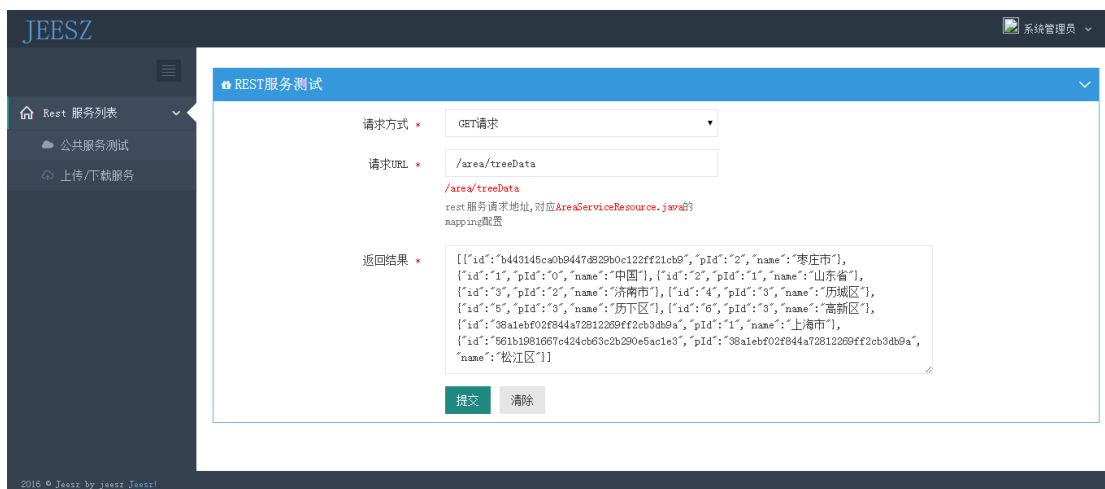 JEESZ
系统管理员
REST服务测试
Rest 服务列表
公共服务测试
上传/下载服务
请求方式 *
GET请求
请求URL *
/area/treeData
/area/treeData
rest服务请求地址,对应AreaServiceResource.java的
mapping配置
返回结果 *
[{"id":"b443145ca0b9447d829b0c122ff21cb9","pId":"2","name":"枣庄市"},
{"id":"1","pId":"0","name":"中国"},{"id":"2","pId":"1","name":"山东省"},
{"id":"3","pId":"2","name":"济南市"},{"id":"4","pId":"3","name":"历城区"},
{"id":"5","pId":"3","name":"历下区"},{"id":"6","pId":"3","name":"高新区"},
{"id":"38a1ebf02f844a72812269ff2cb3db9a","pId":"1","name":"上海市"},
{"id":"561b1981667c424cb63c2b290e5ac1e3","pId":"38a1ebf02f844a72812269ff2cb3db9a",
"name":"松江区"}]
提交
清除
2016 © Jeesz by jeesz Jeesz!